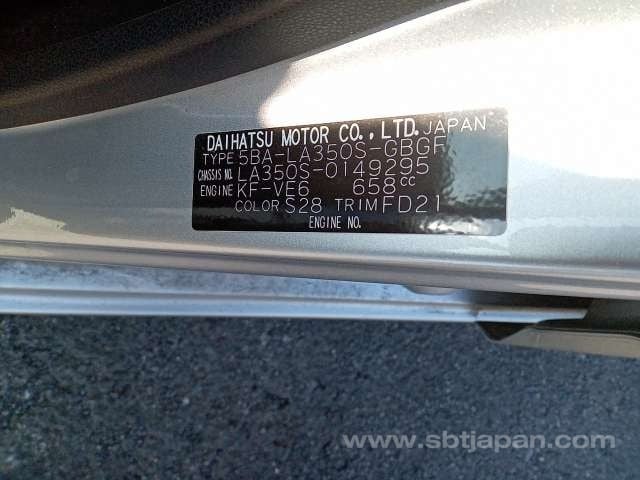 DAIHATSU MOTOR CO., LTD. JAPAN
TYPE 5BA-LA350S-GBGF
CHASSIS NO. LA350S-0149295
ENGINE KF-VE6 658cc
COLOR S28 TRIM FD21
ENGINE NO.
www.sbtjapan.com